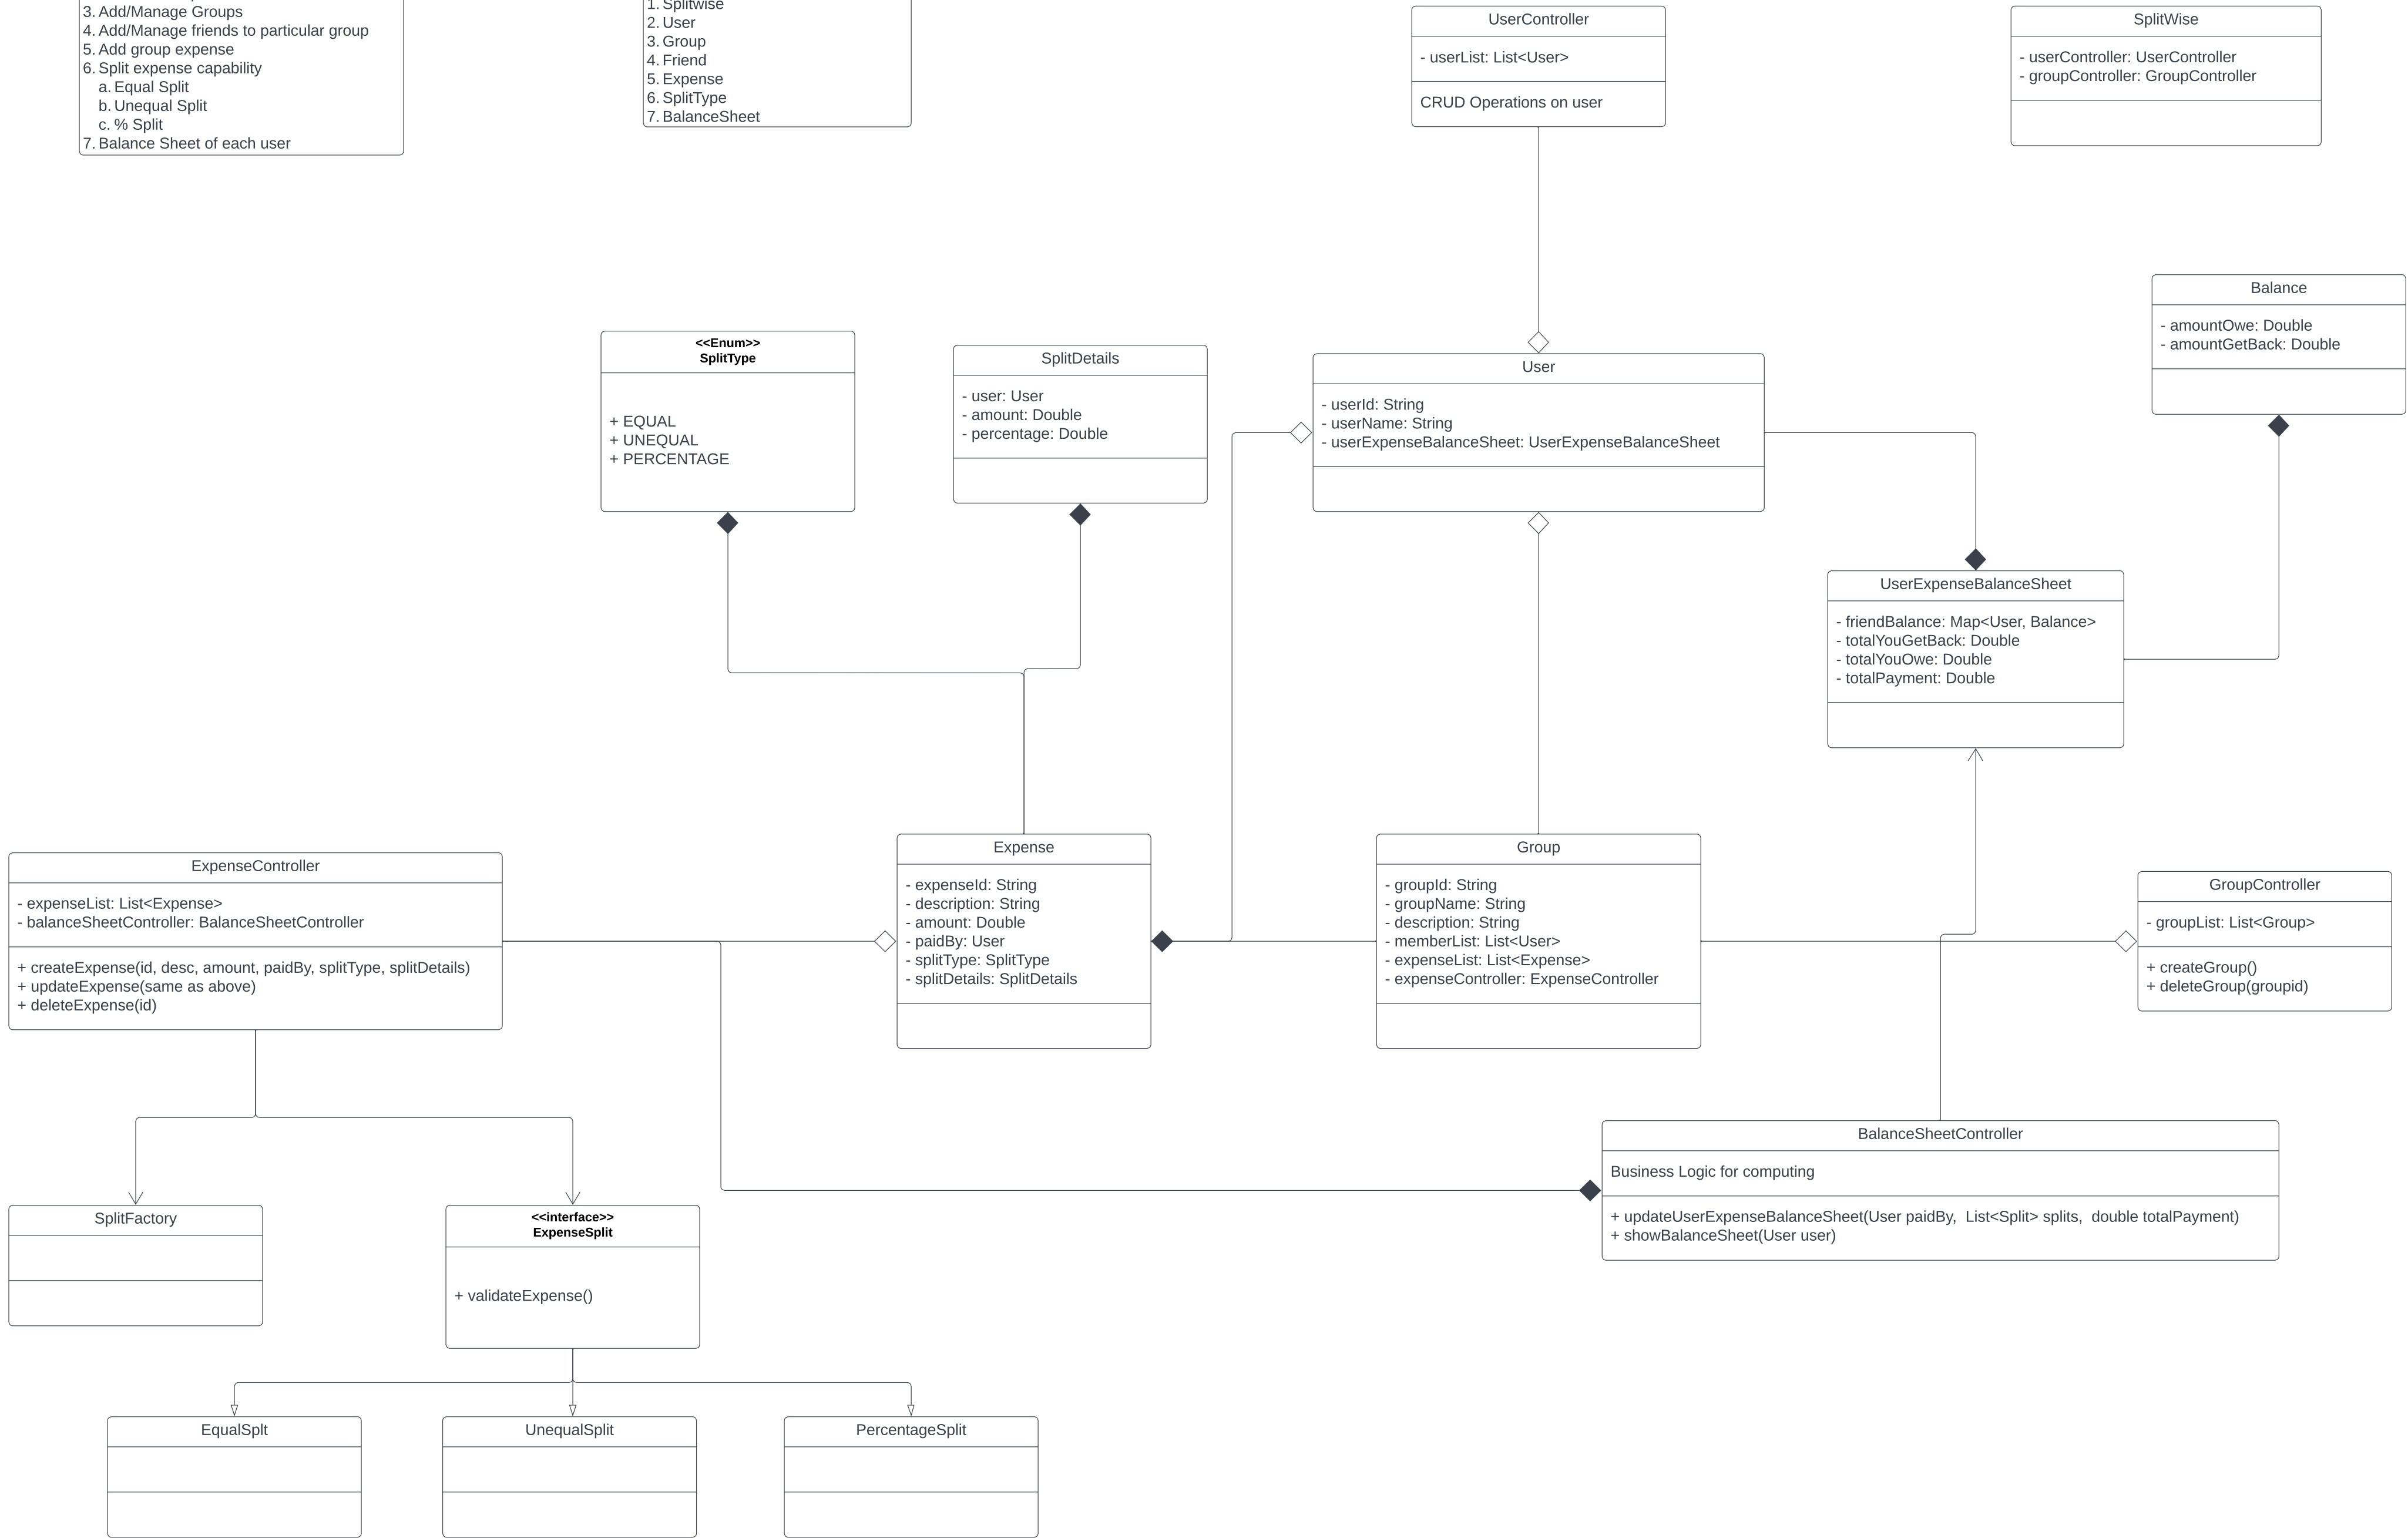 3. Add/Manage Groups
4. Add/Manage friends to particular group
5. Add group expense
6. Split expense capability
a. Equal Split
b. Unequal Split
c. % Split
7. Balance Sheet of each user
1. Splitwise
2. User
3. Group
4. Friend
5. Expense
6. SplitType
7. BalanceSheet
UserController
- userList: List<User>
CRUD Operations on user
SplitWise
- userController: UserController
- groupController: GroupController
Balance
- amountOwe: Double
- amountGetBack: Double
<<Enum>>
SplitType
+ EQUAL
+ UNEQUAL
+ PERCENTAGE
SplitDetails
- user: User
- amount: Double
- percentage: Double
User
- userId: String
- userName: String
- userExpenseBalanceSheet: UserExpenseBalanceSheet
UserExpenseBalanceSheet
- friendBalance: Map<User, Balance>
- totalYouGetBack: Double
- totalYouOwe: Double
- totalPayment: Double
ExpenseController
- expenseList: List<Expense>
- balanceSheetController: BalanceSheetController
+ createExpense(id, desc, amount, paidBy, splitType, splitDetails)
+ updateExpense(same as above)
+ deleteExpense(id)
Expense
- expenseId: String
- description: String
- amount: Double
- paidBy: User
- splitType: SplitType
- splitDetails: SplitDetails
Group
- groupId: String
- groupName: String
- description: String
- memberList: List<User>
- expenseList: List<Expense>
- expenseController: ExpenseController
GroupController
- groupList: List<Group>
+ createGroup()
+ deleteGroup(groupid)
BalanceSheetController
Business Logic for computing
+ updateUserExpenseBalanceSheet(User paidBy,  List<Split> splits,  double totalPayment)
+ showBalanceSheet(User user)
SplitFactory
<<interface>>
ExpenseSplit
+ validateExpense()
EqualSplt
UnequalSplit
PercentageSplit